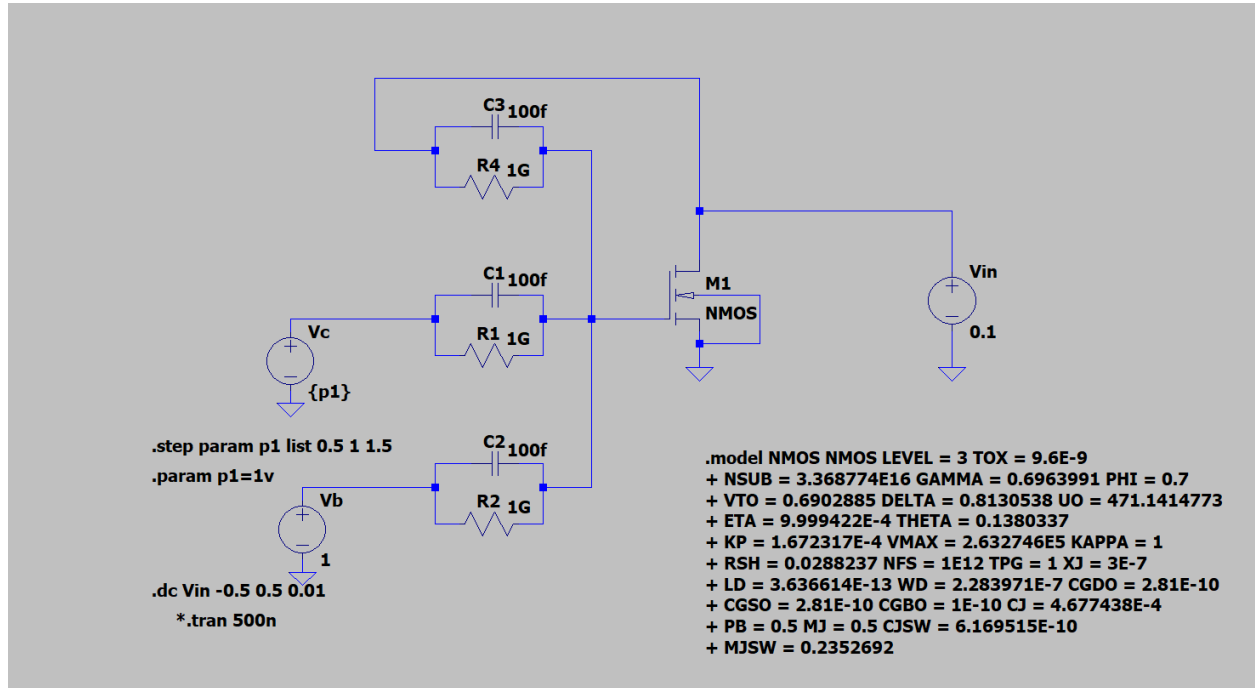 C3 100f
R4 1G
C1 100f
R1 1G
Vc
{p1}
M1
NMOS
Vin
0.1
.step param p1 list 0.5 1 1.5
.param p1=1v
C2 100f
R2 1G
Vb
1
.dc Vin -0.5 0.5 0.01
*.tran 500n
.model NMOS NMOS LEVEL = 3 TOX = 9.6E-9
+ NSUB = 3.368774E16 GAMMA = 0.6963991 PHI = 0.7
+ VTO = 0.6902885 DELTA = 0.8130538 UO = 471.1414773
+ ETA = 9.999422E-4 THETA = 0.1380337
+ KP = 1.672317E-4 VMAX = 2.632746E5 KAPPA = 1
+ RSH = 0.0288237 NFS = 1E12 TPG = 1 XJ = 3E-7
+ LD = 3.636614E-13 WD = 2.283971E-7 CGDO = 2.81E-10
+ CGSO = 2.81E-10 CGBO = 1E-10 CJ = 4.677438E-4
+ PB = 0.5 MJ = 0.5 CJSW = 6.169515E-10
+ MJSW = 0.2352692